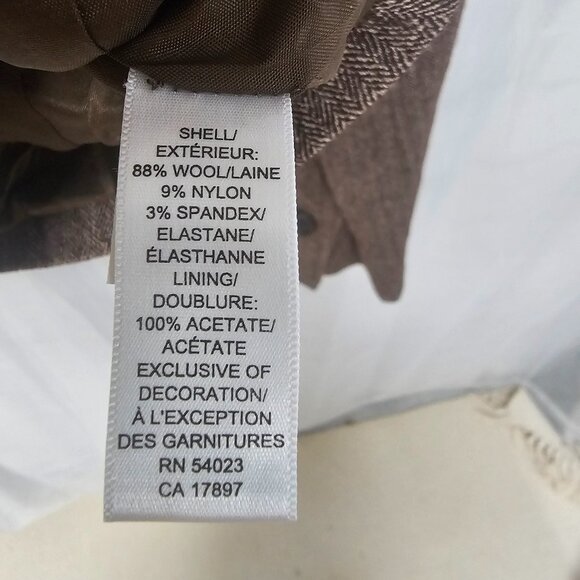 SHELL/
EXTÉRIEUR:
88% WOOL/LAINE
9% NYLON
3% SPANDEX/
ELASTANE/
ÉLASTHANNE
LINING/
DOUBLURE:
100% ACETATE/
ACÉTATE
EXCLUSIVE OF
DECORATION/
À L'EXCEPTION
DES GARNITURES
RN 54023
CA 17897